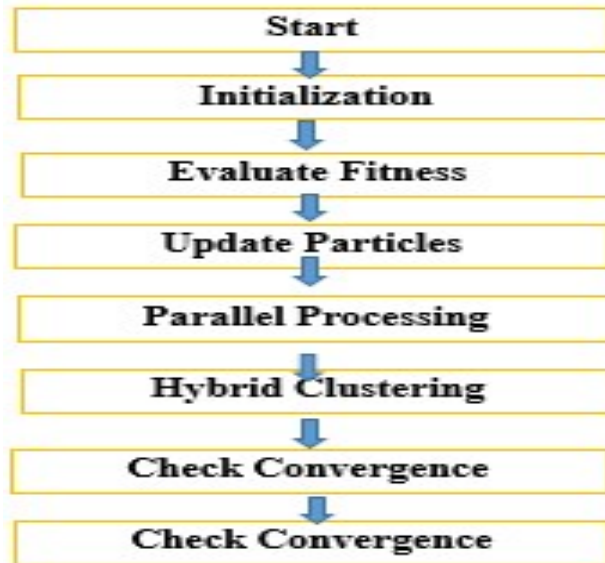 Start
Initialization
Evaluate Fitness
Update Particles
Parallel Processing
Hybrid Clustering
Check Convergence
Check Convergence